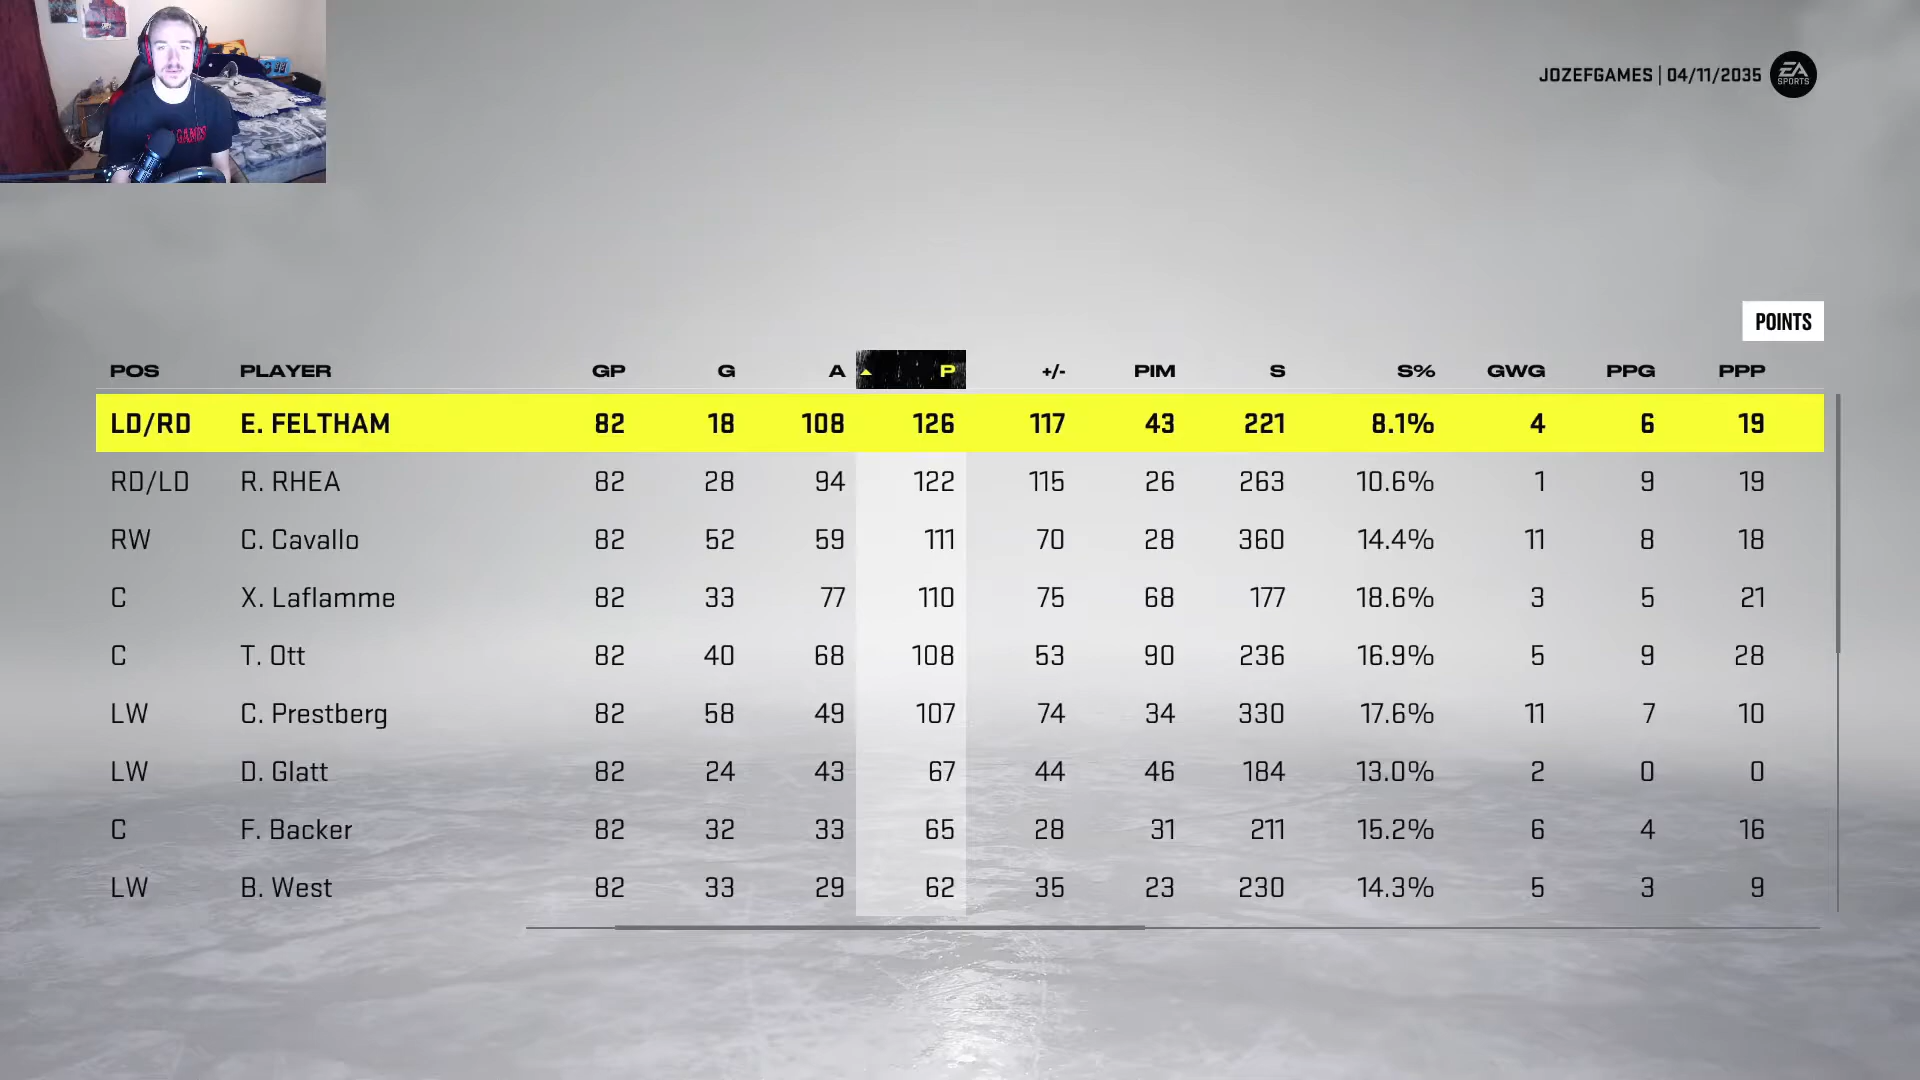 JOZEFGAMES | 04/11/2035 EA SPORTS
POINTS
POS PLAYER GP G A P +/- PIM S S% GWG PPG PPP
LD/RD E. FELTHAM 82 18 108 126 117 43 221 8.1% 4 6 19
RD/LD R. RHEA 82 28 94 122 115 26 263 10.6% 1 9 19
RW C. Cavallo 82 52 59 111 70 28 360 14.4% 11 8 18
C X. Laflamme 82 33 77 110 75 68 177 18.6% 3 5 21
C T. Ott 82 40 68 108 53 90 236 16.9% 5 9 28
LW C. Prestberg 82 58 49 107 74 34 330 17.6% 11 7 10
LW D. Glatt 82 24 43 67 44 46 184 13.0% 2 0 0
C F. Backer 82 32 33 65 28 31 211 15.2% 6 4 16
LW B. West 82 33 29 62 35 23 230 14.3% 5 3 9